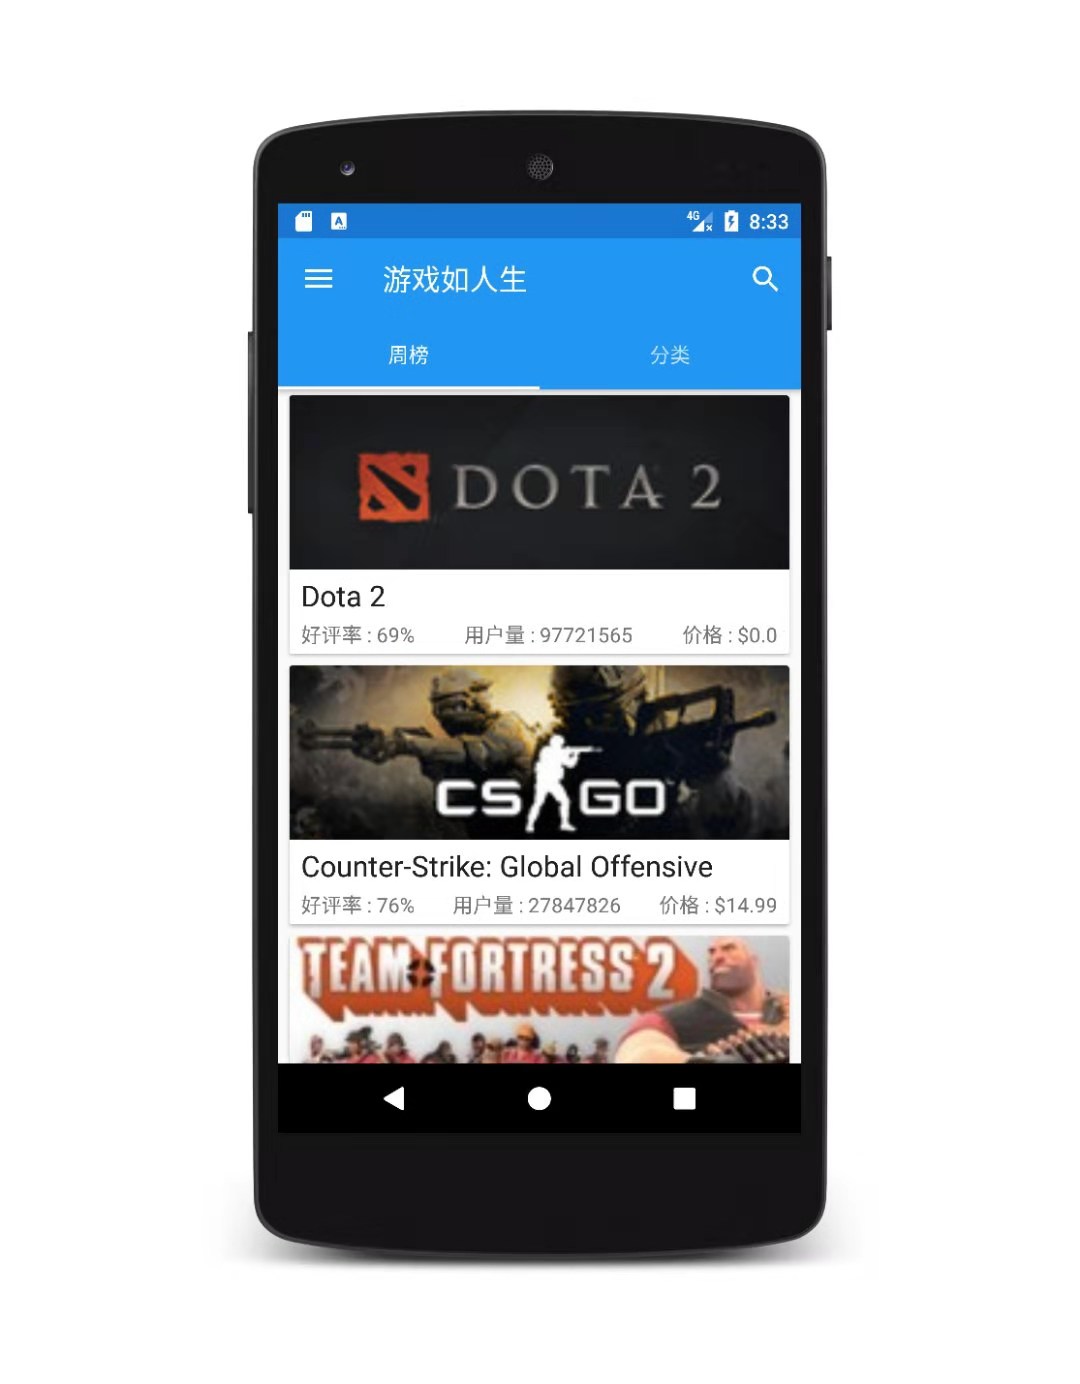 4G 8:33
游戏如人生
周榜 分类
DOTA 2
Dota 2
好评率 : 69% 用户量 : 97721565 价格 : $0.0
CS GO
Counter-Strike: Global Offensive
好评率 : 76% 用户量 : 27847826 价格 : $14.99
TEAM FORTRESS 2